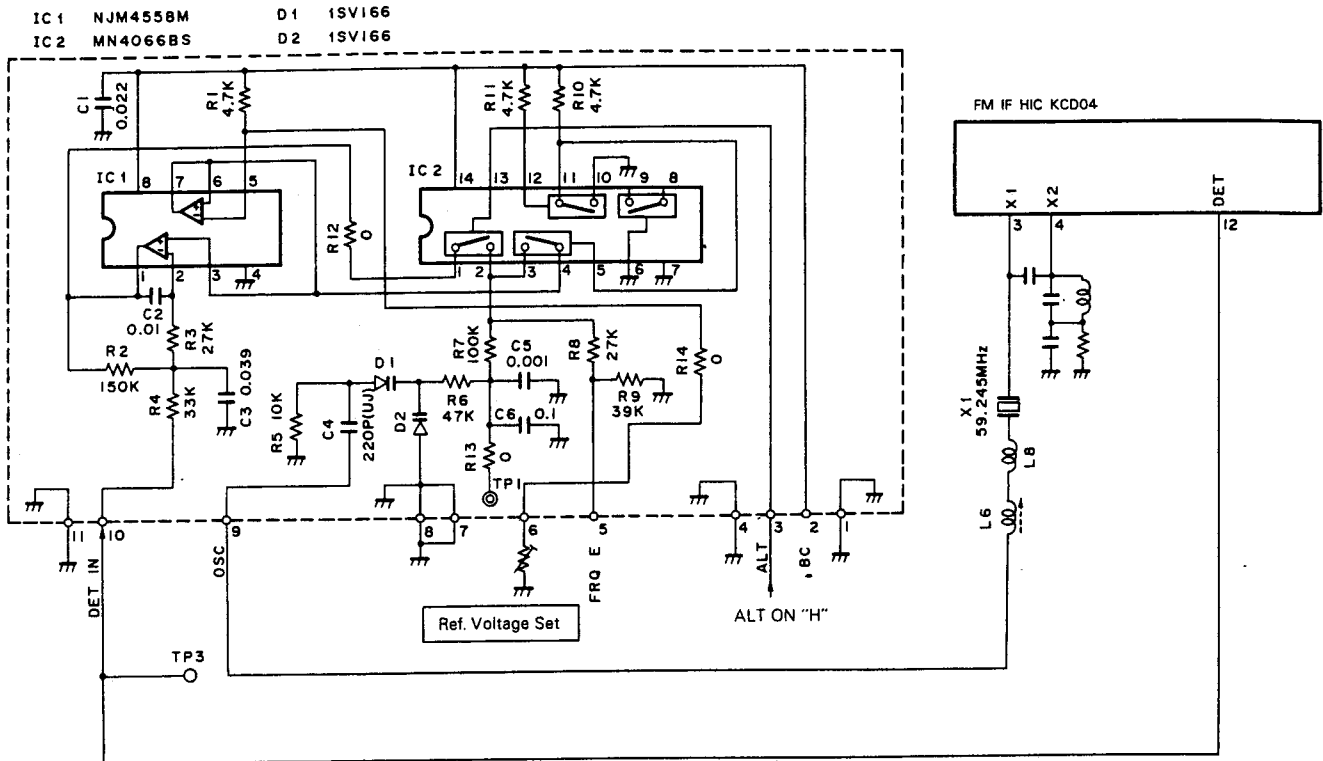 IC1 NJM4558M D1 1SV166
IC2 MN4066BS D2 1SV166
FM IF HIC KCD04
C1 0.022
R1 4.7K
R11 4.7K
R10 4.7K
IC1
8 7 6 5
IC2
14 13 12 11 10 9 8
X1 X2 DET
3 4 12
R12 0
1 2 3 4
1 2 3 4 5 6 7
C2 0.01
R3 27K
R2 150K
R4 33K
C3 0.039
R5 10K
C4 220P(UJ)
D1
D2
R6 47K
R7 100K
C5 0.001
C6 0.1
R13 0
TP1
R8 27K
R9 39K
R14 0
X1 59.245MHz
L8
L6
11 10 9 8 7 6 5 4 3 2 1
DET IN
OSC
FRQ E
ALT
BC
Ref. Voltage Set
ALT ON "H"
TP3